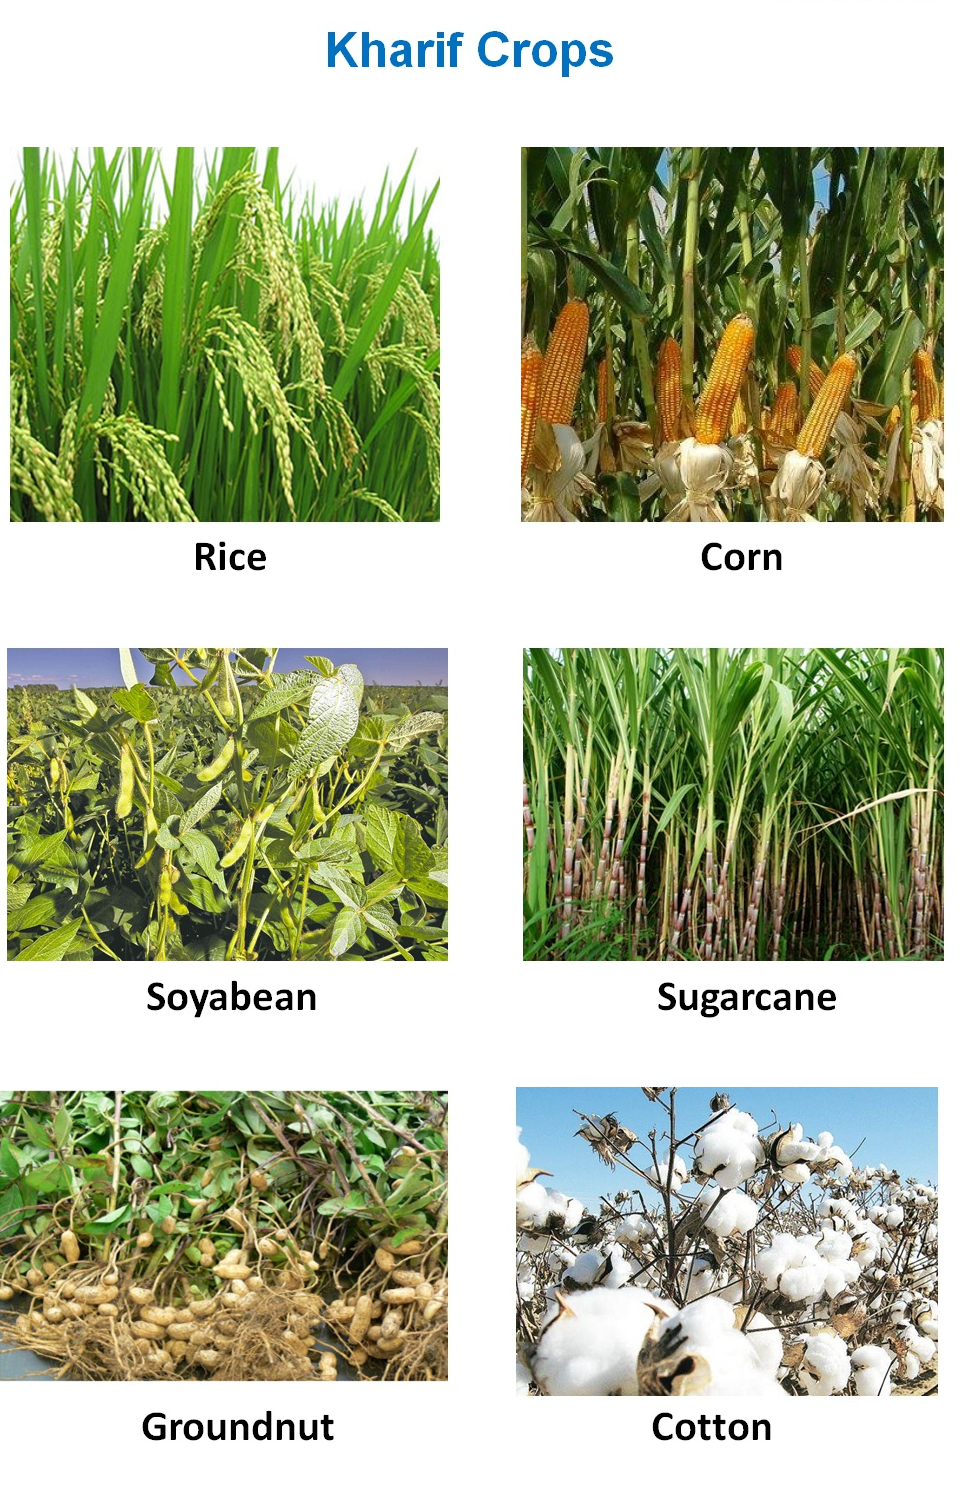 Kharif Crops
Rice
Corn
Soyabean
Sugarcane
Groundnut
Cotton